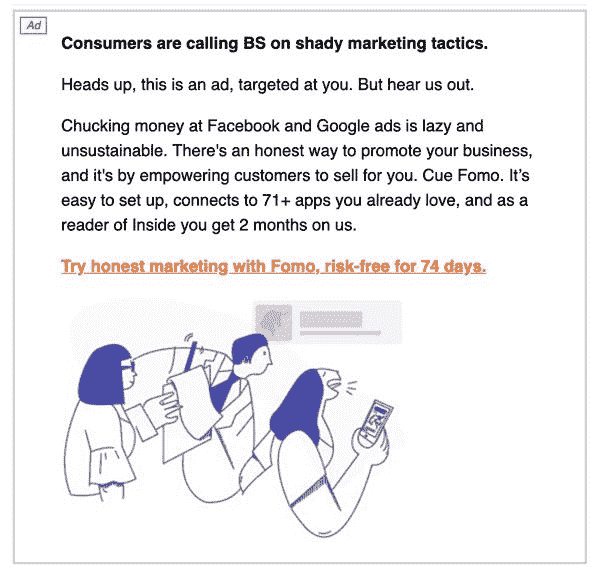 Ad
Consumers are calling BS on shady marketing tactics.
Heads up, this is an ad, targeted at you. But hear us out.
Chucking money at Facebook and Google ads is lazy and
unsustainable. There's an honest way to promote your business,
and it's by empowering customers to sell for you. Cue Fomo. It's
easy to set up, connects to 71+ apps you already love, and as a
reader of Inside you get 2 months on us.
Try honest marketing with Fomo, risk-free for 74 days.